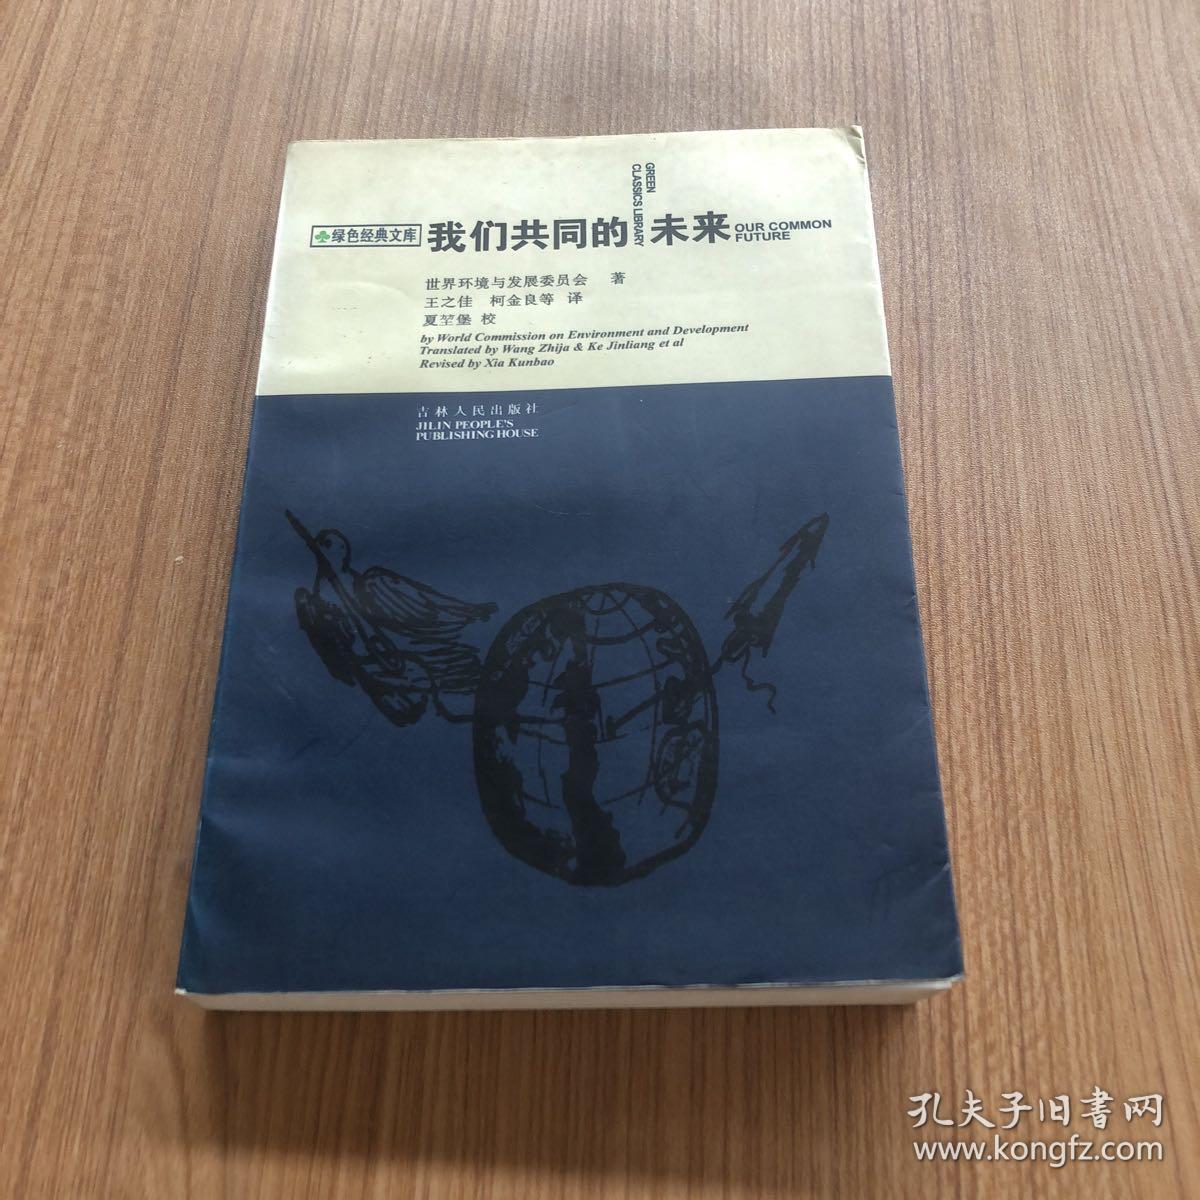 绿色经典文库
我们共同的未来
GREEN
CLASSICS LIBRARY
OUR COMMON
FUTURE
世界环境与发展委员会 著
王之佳 柯金良等 译
夏堃堡 校
by World Commission on Environment and Development
Translated by Wang Zhija & Ke Jinliang et al
Revised by Xia Kunbao
吉林人民出版社
JILIN PEOPLE'S
PUBLISHING HOUSE
孔夫子旧書网
www.kongfz.com